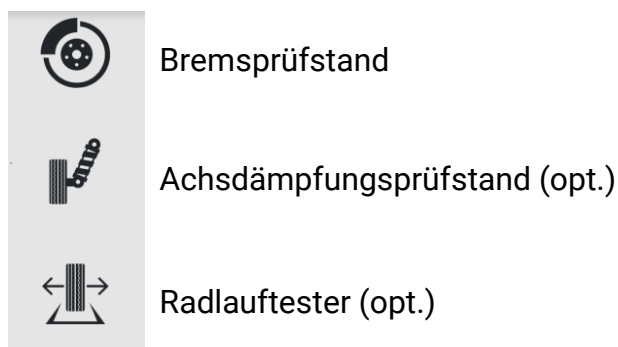 Bremsprüfstand
Achsdämpfungsprüfstand (opt.)
Radlauftester (opt.)